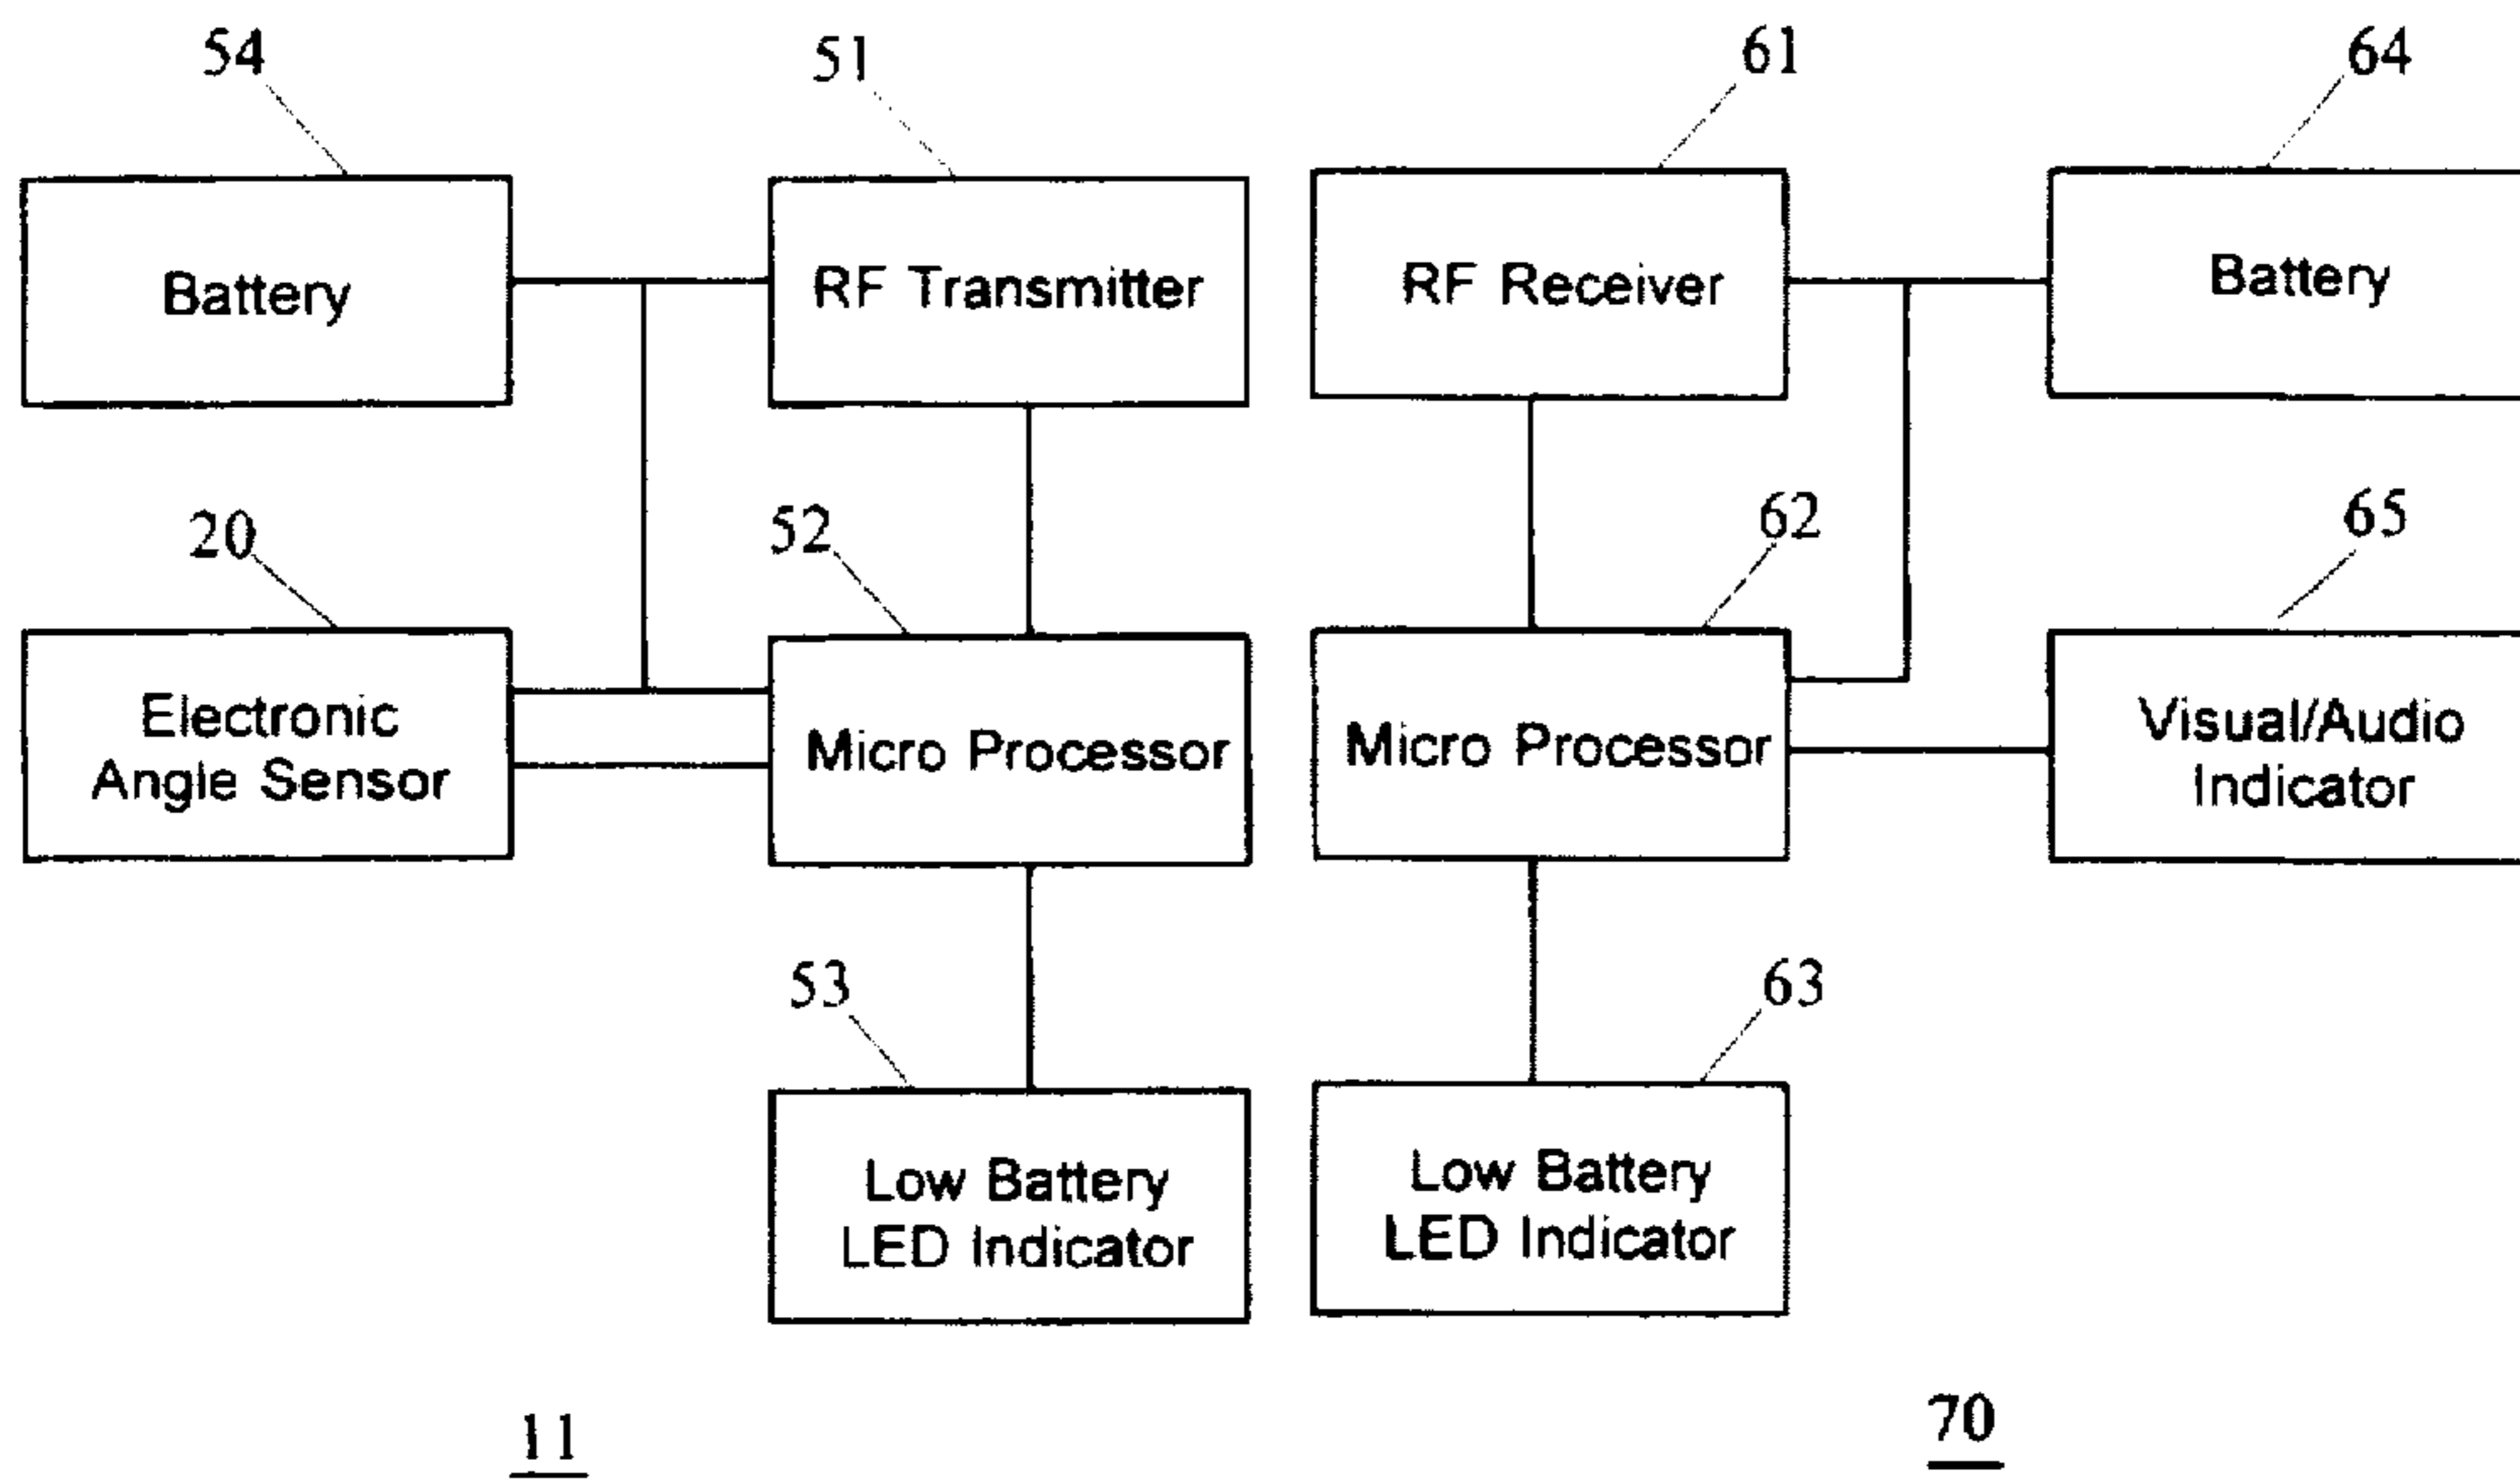 54
51
61
64
Battery
RF Transmitter
RF Receiver
Battery
20
52
62
65
Electronic
Angle Sensor
Micro Processor
Micro Processor
Visual/Audio
Indicator
53
63
Low Battery
LED Indicator
Low Battery
LED Indicator
11
70